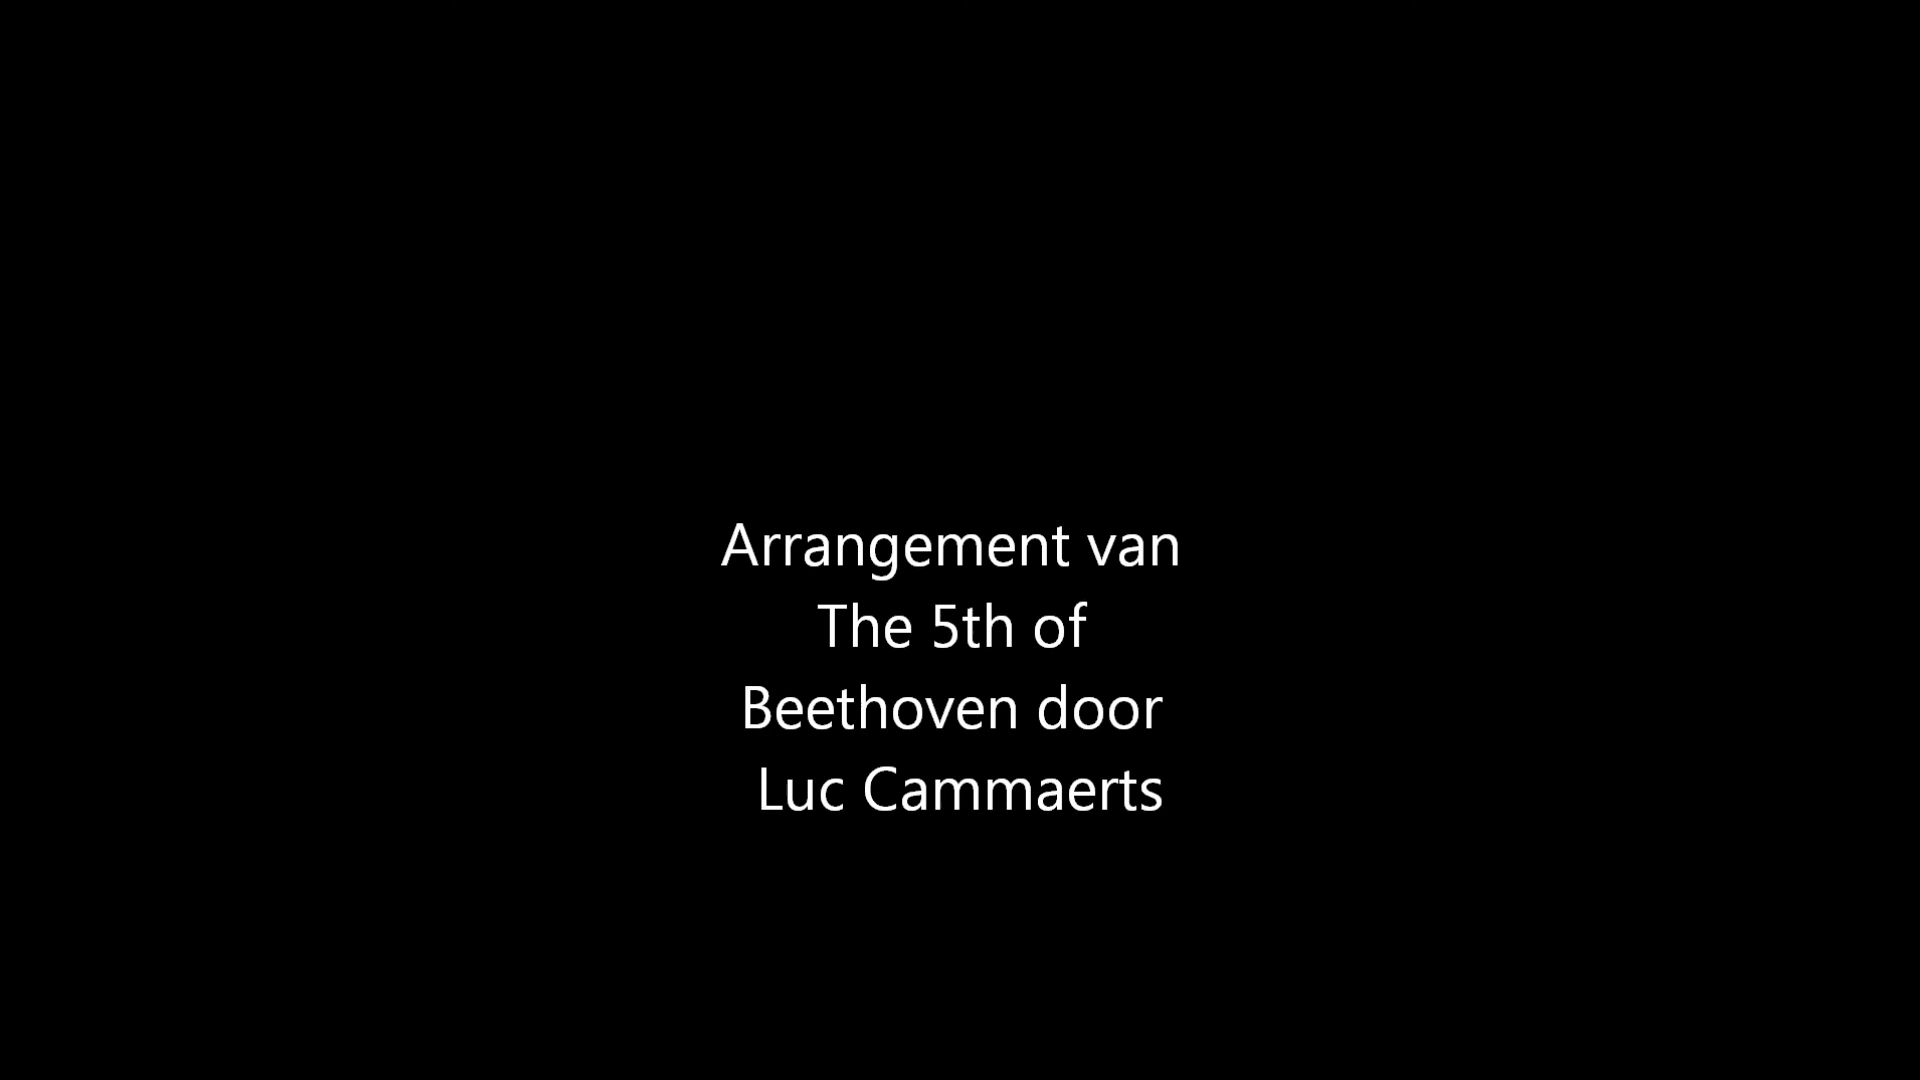 Arrangement van
The 5th of
Beethoven door
Luc Cammaerts